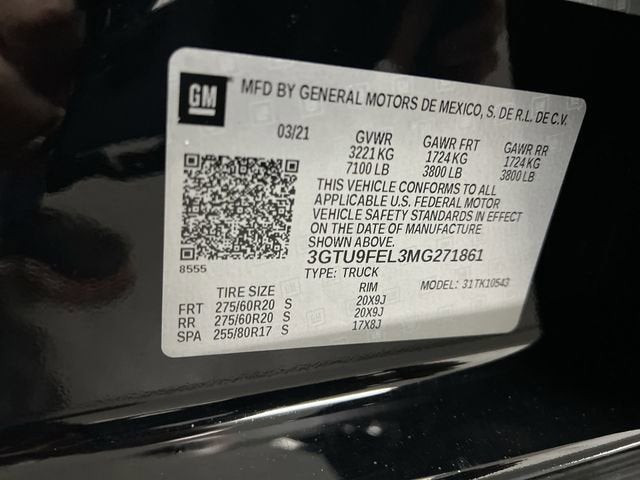 GM MFD BY GENERAL MOTORS DE MEXICO, S. DE R.L. DE C.V.
03/21 GVWR GAWR FRT GAWR RR
3221 KG 1724 KG 1724 KG
7100 LB 3800 LB 3800 LB
THIS VEHICLE CONFORMS TO ALL
APPLICABLE U.S. FEDERAL MOTOR
VEHICLE SAFETY STANDARDS IN EFFECT
ON THE DATE OF MANUFACTURE
SHOWN ABOVE.
8555
3GTU9FEL3MG271861
TYPE: TRUCK MODEL: 31TK10543
TIRE SIZE RIM
FRT 275/60R20 S 20X9J
RR 275/60R20 S 20X9J
SPA 255/80R17 S 17X8J